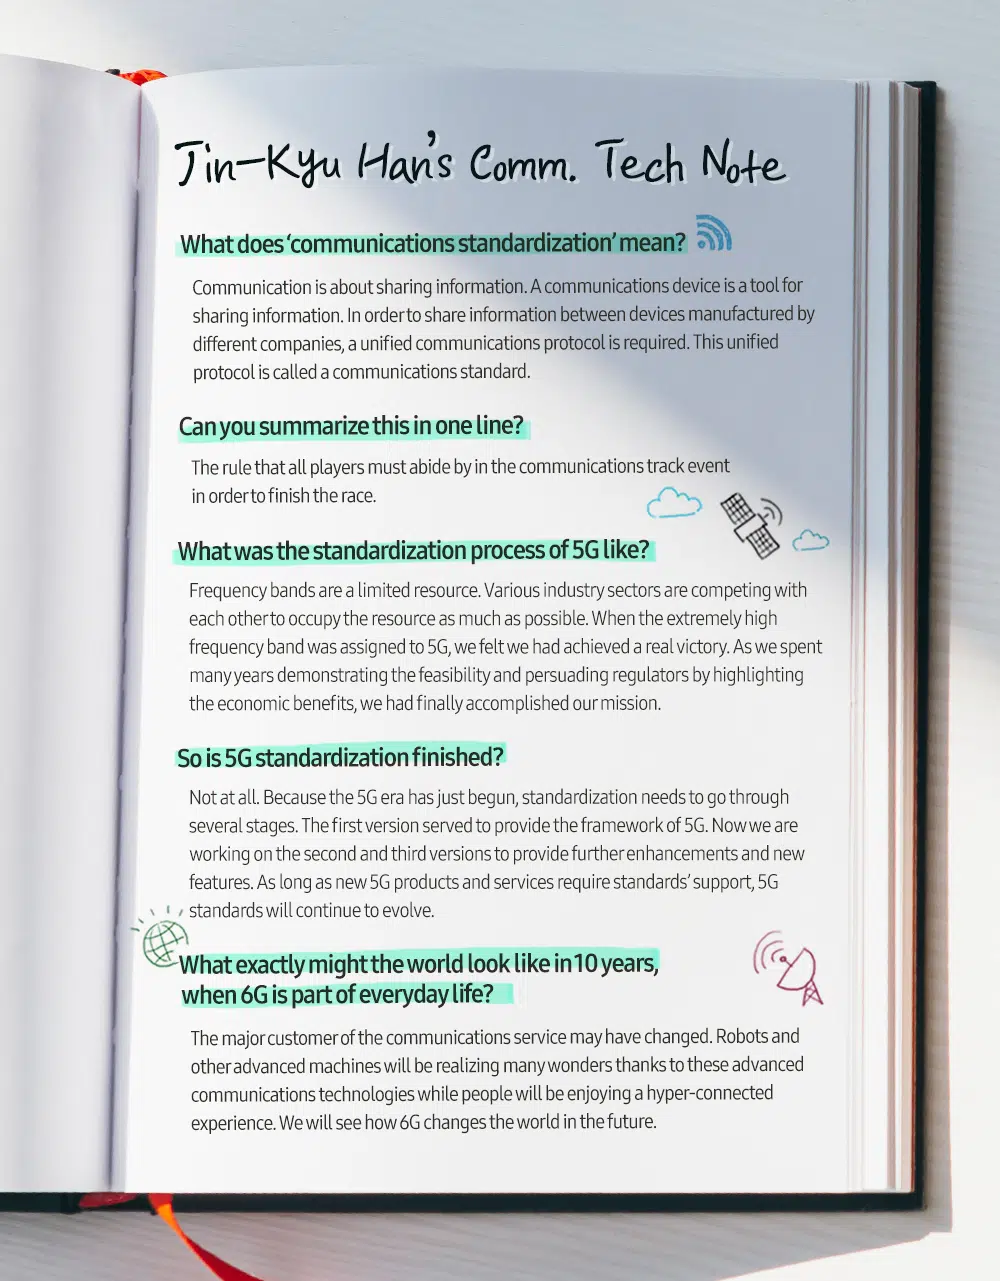 Jin-Kyu Han's Comm. Tech Note
What does 'communications standardization' mean?
Communication is about sharing information. A communications device is a tool for
sharing information. In order to share information between devices manufactured by
different companies, a unified communications protocol is required. This unified
protocol is called a communications standard.
Can you summarize this in one line?
The rule that all players must abide by in the communications track event
in order to finish the race.
What was the standardization process of 5G like?
Frequency bands are a limited resource. Various industry sectors are competing with
each other to occupy the resource as much as possible. When the extremely high
frequency band was assigned to 5G, we felt we had achieved a real victory. As we spent
many years demonstrating the feasibility and persuading regulators by highlighting
the economic benefits, we had finally accomplished our mission.
So is 5G standardization finished?
Not at all. Because the 5G era has just begun, standardization needs to go through
several stages. The first version served to provide the framework of 5G. Now we are
working on the second and third versions to provide further enhancements and new
features. As long as new 5G products and services require standards' support, 5G
standards will continue to evolve.
What exactly might the world look like in 10 years,
when 6G is part of everyday life?
The major customer of the communications service may have changed. Robots and
other advanced machines will be realizing many wonders thanks to these advanced
communications technologies while people will be enjoying a hyper-connected
experience. We will see how 6G changes the world in the future.